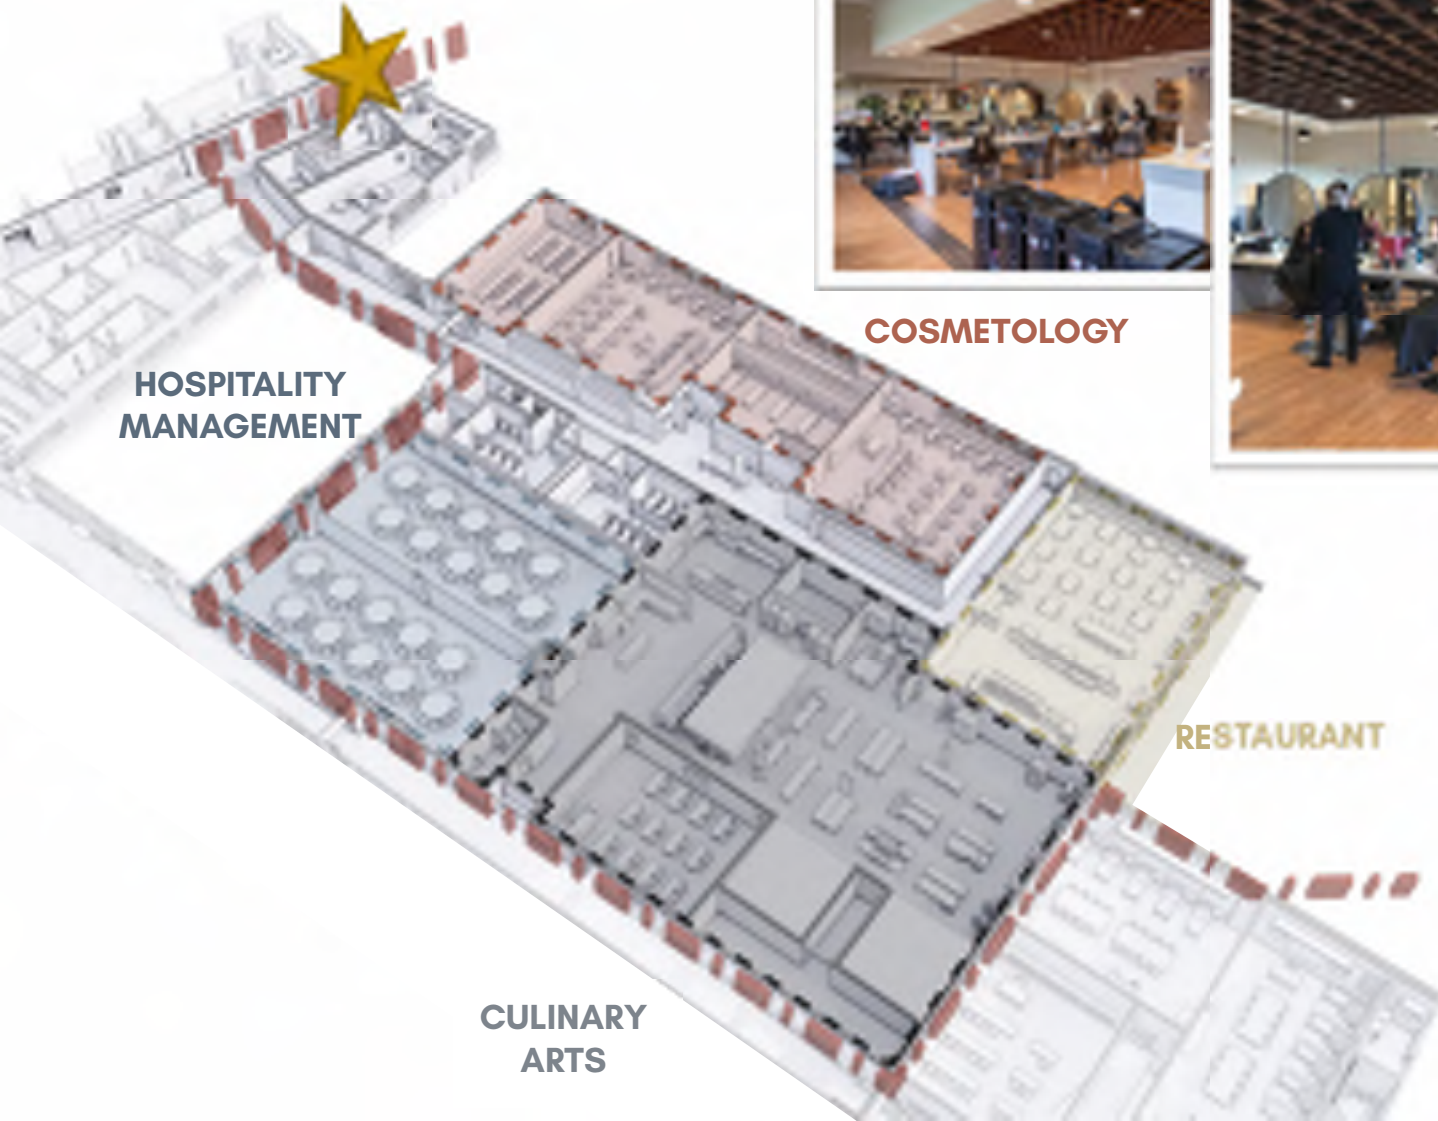 COSMETOLOGY
HOSPITALITY
MANAGEMENT
RESTAURANT
CULINARY
ARTS